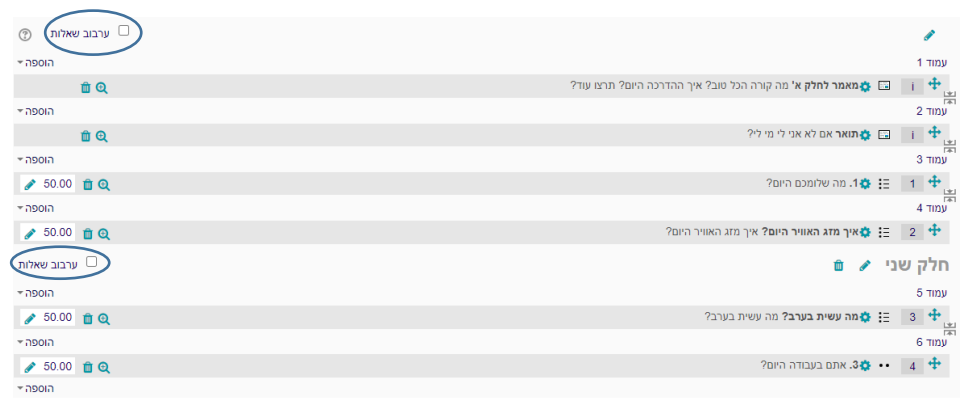 ערבוב שאלות
עמוד 1 הוספה
i מאמר לחלק א' מה קורה הכל טוב? איך ההדרכה היום? תרצו עוד?
עמוד 2 הוספה
i תואר אם לא אני לי מי לי?
עמוד 3 הוספה
1 1. מה שלומכם היום? 50.00
עמוד 4 הוספה
2 איך מזג האוויר היום? איך מזג האוויר היום? 50.00
חלק שני ערבוב שאלות
עמוד 5 הוספה
3 מה עשית בערב? מה עשית בערב? 50.00
עמוד 6 הוספה
4 3. אתם בעבודה היום? 50.00
הוספה